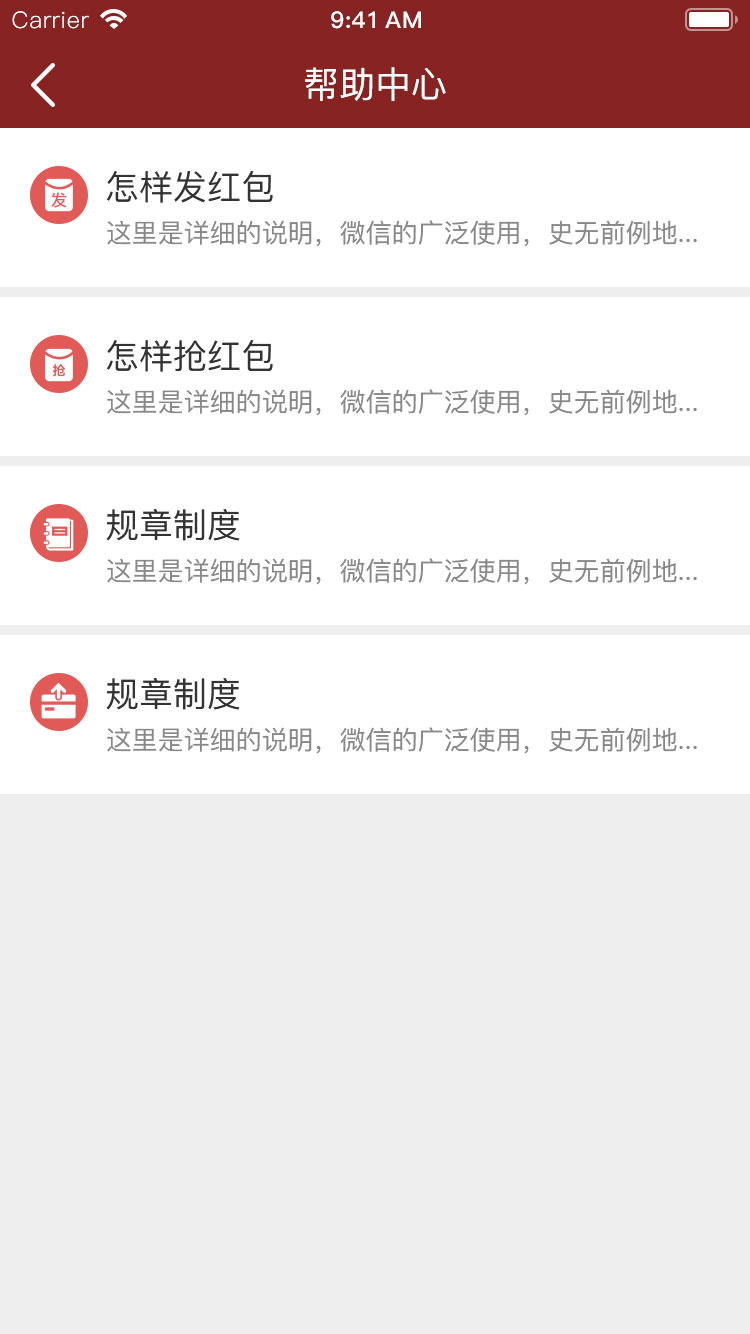 Carrier 9:41 AM
帮助中心
发
怎样发红包
这里是详细的说明，微信的广泛使用，史无前例地...
抢
怎样抢红包
这里是详细的说明，微信的广泛使用，史无前例地...
规章制度
这里是详细的说明，微信的广泛使用，史无前例地...
规章制度
这里是详细的说明，微信的广泛使用，史无前例地...